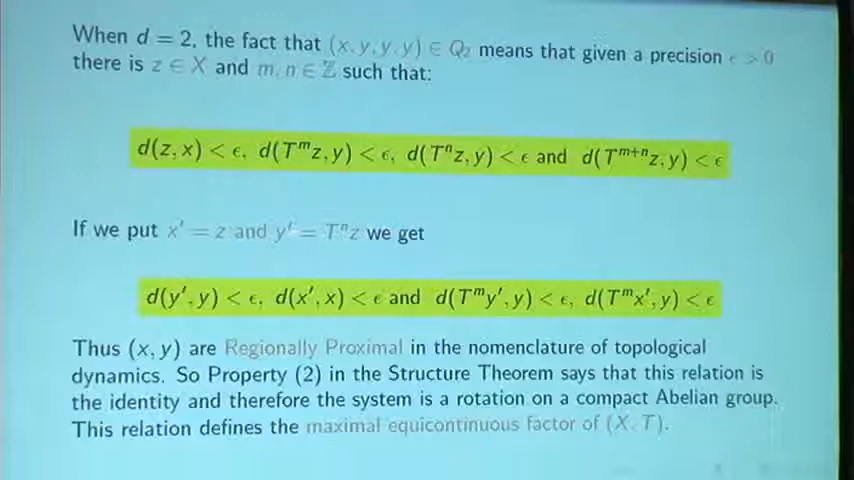 When d = 2, the fact that (x, y, y, y) ∈ Q₂ means that given a precision ϵ > 0
there is z ∈ X and m, n ∈ ℤ such that:
d(z, x) < ϵ, d(Tᵐz, y) < ϵ, d(Tⁿz, y) < ϵ and d(Tᵐ⁺ⁿz, y) < ϵ
If we put x′ = z and y′ = Tⁿz we get
d(y′, y) < ϵ, d(x′, x) < ϵ and d(Tᵐy′, y) < ϵ, d(Tᵐx′, y) < ϵ
Thus (x, y) are Regionally Proximal in the nomenclature of topological
dynamics. So Property (2) in the Structure Theorem says that this relation is
the identity and therefore the system is a rotation on a compact Abelian group.
This relation defines the maximal equicontinuous factor of (X, T).